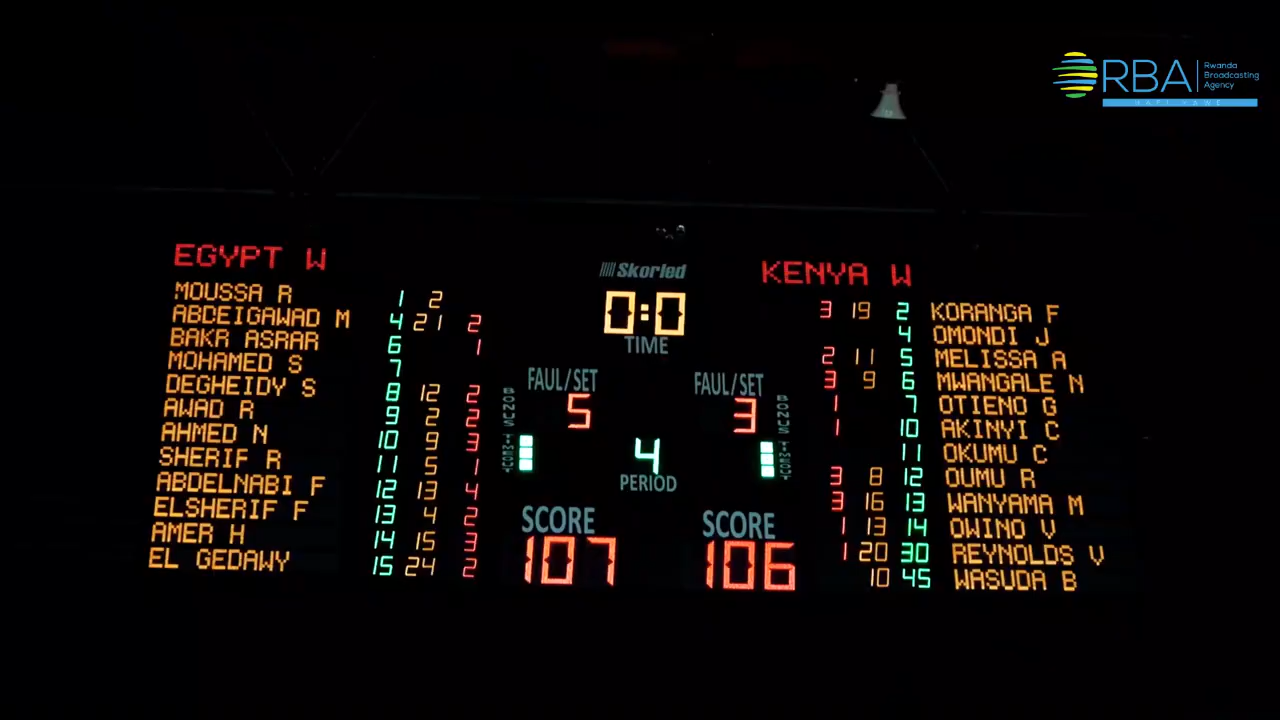 RBA
Rwanda
Broadcasting
Agency
EGYPT W
KENYA W
Skorled
0:0
TIME
MOUSSA R 1 2
ABDEIGAWAD M 4 21 2
BAKR ASRAR 6 1
MOHAMED S 7
DEGHEIDY S 8 12 2
AWAD R 9 2 2
AHMED N 10 9 3
SHERIF R 11 5 1
ABDELNABI F 12 13 4
ELSHERIF F 13 4 2
AMER H 14 15 3
EL GEDAWY 15 24 2
FAUL/SET
5
BONUS
TIMEOUT
FAUL/SET
3
BONUS
TIMEOUT
4
PERIOD
SCORE
107
SCORE
106
3 19 2 KORANGA F
4 OMONDI J
2 11 5 MELISSA A
3 9 6 MWANGALE N
1 7 OTIENO G
1 10 AKINYI C
11 OKUMU C
3 8 12 OUMU R
3 16 13 WANYAMA M
1 13 14 OWINO V
1 20 30 REYNOLDS V
10 45 WASUDA B